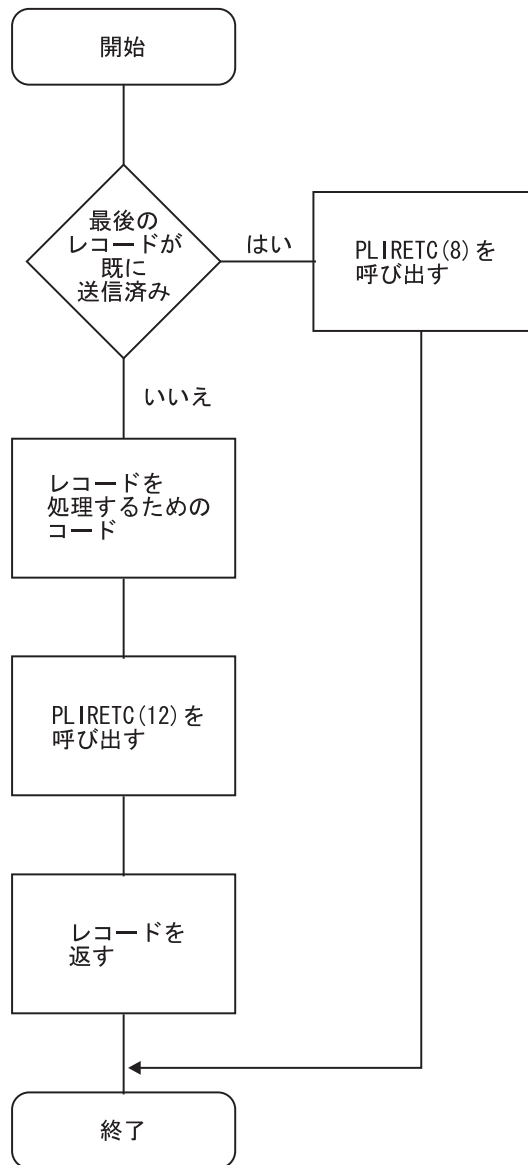 開始
最後の
レコードが
既に
送信済み
はい
PLIRETC(8)を
呼び出す
いいえ
レコードを
処理するための
コード
PLIRETC(12)を
呼び出す
レコードを
返す
終了